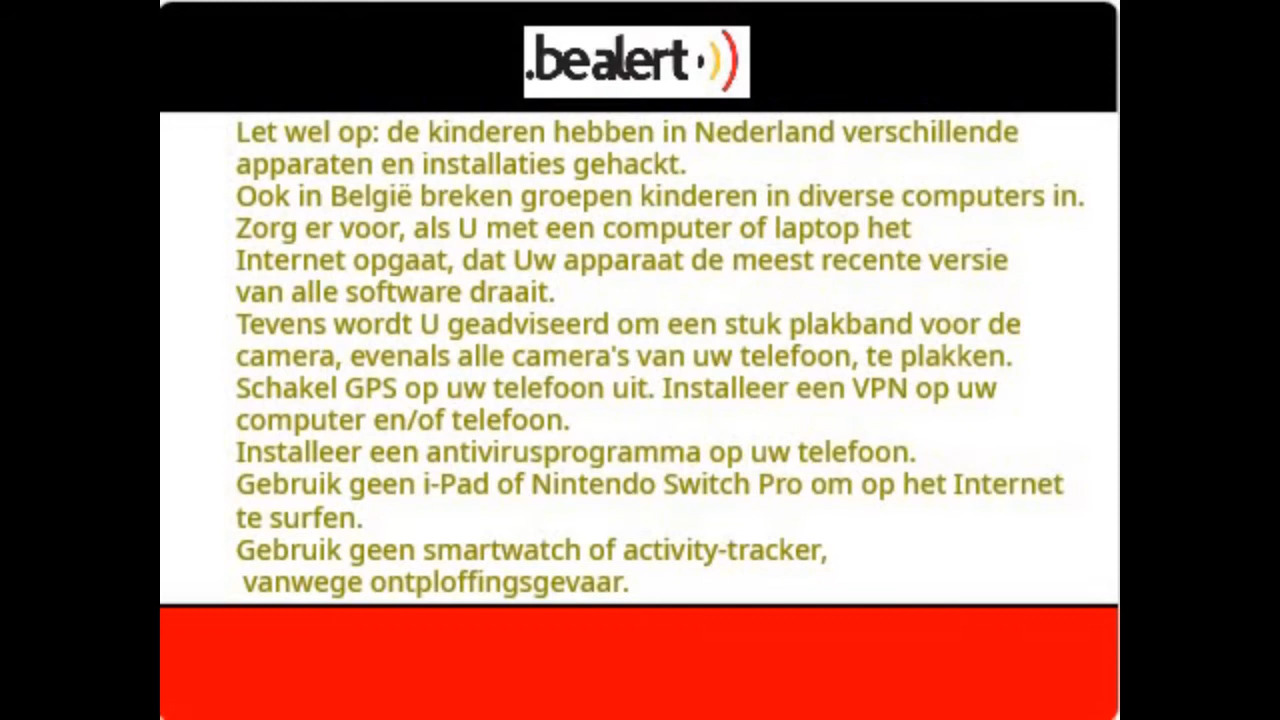 .be alert
Let wel op: de kinderen hebben in Nederland verschillende
apparaten en installaties gehackt.
Ook in België breken groepen kinderen in diverse computers in.
Zorg er voor, als U met een computer of laptop het
Internet opgaat, dat Uw apparaat de meest recente versie
van alle software draait.
Tevens wordt U geadviseerd om een stuk plakband voor de
camera, evenals alle camera's van uw telefoon, te plakken.
Schakel GPS op uw telefoon uit. Installeer een VPN op uw
computer en/of telefoon.
Installeer een antivirusprogramma op uw telefoon.
Gebruik geen i-Pad of Nintendo Switch Pro om op het Internet
te surfen.
Gebruik geen smartwatch of activity-tracker,
vanwege ontploffingsgevaar.